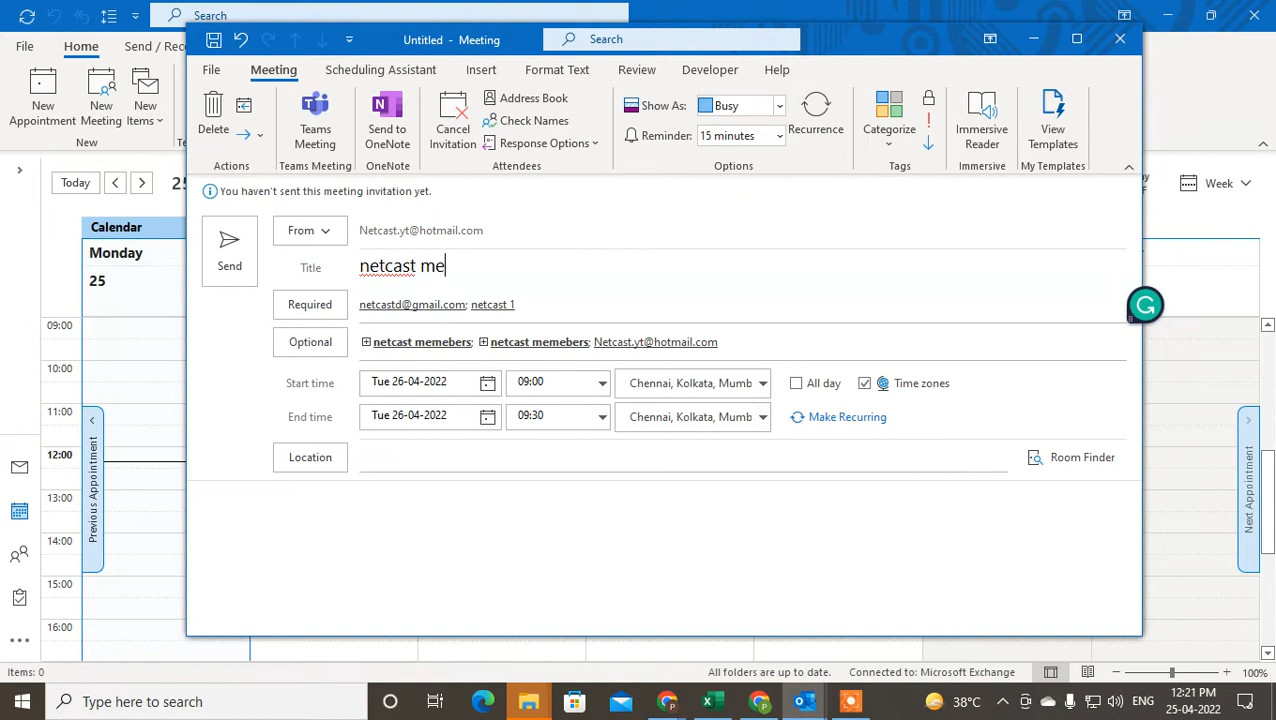 Search
Untitled - Meeting
Search
File Home Send / Rec
File Meeting Scheduling Assistant Insert Format Text Review Developer Help
New Appointment
New Meeting
New Items
New
Delete
Actions
Teams Meeting
Teams Meeting
Send to OneNote
OneNote
Cancel Invitation
Address Book
Check Names
Response Options
Attendees
Show As: Busy
Reminder: 15 minutes
Recurrence
Options
Categorize
Tags
Immersive Reader
Immersive
View Templates
My Templates
Today
25
Week
You haven't sent this meeting invitation yet.
Calendar
Monday
25
Send
From Netcast.yt@hotmail.com
Title netcast me
Required netcastd@gmail.com; netcast 1
Optional netcast memebers; netcast memebers; Netcast.yt@hotmail.com
Start time Tue 26-04-2022 09:00 Chennai, Kolkata, Mumb All day Time zones
End time Tue 26-04-2022 09:30 Chennai, Kolkata, Mumb Make Recurring
Location Room Finder
09:00
10:00
11:00
12:00
13:00
14:00
15:00
16:00
Previous Appointment
Next Appointment
Items: 0 All folders are up to date. Connected to: Microsoft Exchange 100%
Type here to search
38°C ENG 12:21 PM
25-04-2022